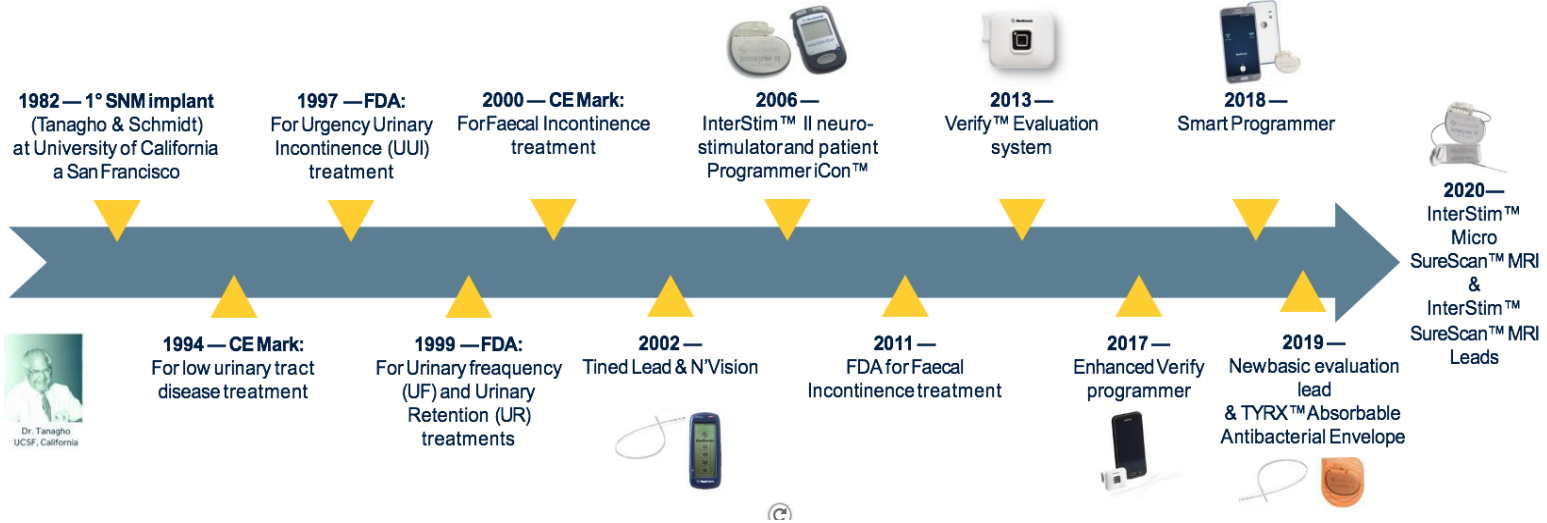 1982 — 1° SNM implant
(Tanagho & Schmidt)
at University of California
a San Francisco
1994 — CE Mark:
For low urinary tract
disease treatment
1997 —FDA:
For Urgency Urinary
Incontinence (UUI)
treatment
1999 —FDA:
For Urinary freaquency
(UF) and Urinary
Retention (UR)
treatments
2000 — CE Mark:
For Faecal Incontinence
treatment
2002 —
Tined Lead & N'Vision
2006 —
InterStim™ II neuro-
stimulator and patient
Programmer iCon™
2011 —
FDA for Faecal
Incontinence treatment
2013 —
Verify™ Evaluation
system
2017 —
Enhanced Verify
programmer
2018 —
Smart Programmer
2019 —
New basic evaluation
lead
& TYRX™ Absorbable
Antibacterial Envelope
2020—
InterStim™
Micro
SureScan™ MRI
&
InterStim™
SureScan™ MRI
Leads
Dr. Tanagho
UCSF, California